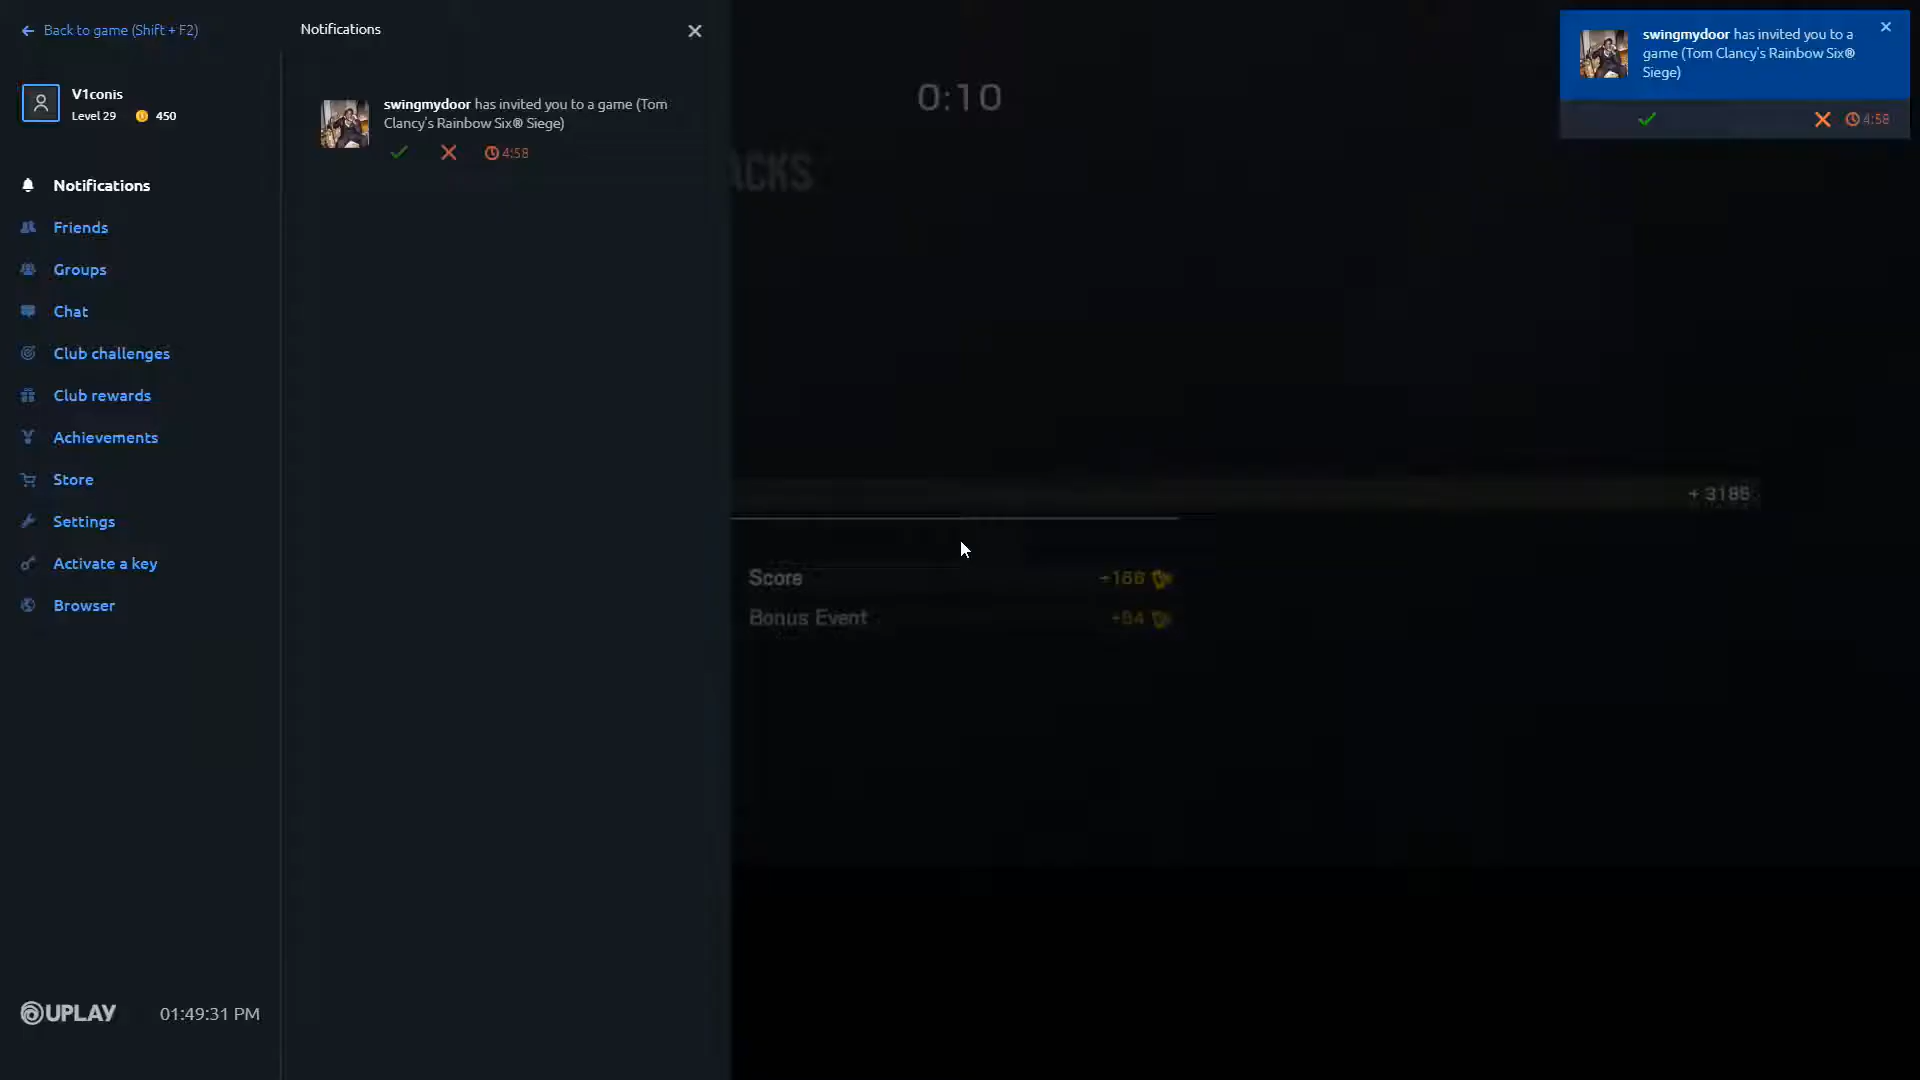 Back to game (Shift + F2)
Notifications
V1conis
Level 29
450
Notifications
Friends
Groups
Chat
Club challenges
Club rewards
Achievements
Store
Settings
Activate a key
Browser
UPLAY
01:49:31 PM
swingmydoor has invited you to a game (Tom
Clancy's Rainbow Six® Siege)
4:58
0:10
ACKS
+ 3185
Score
Bonus Event
swingmydoor has invited you to a
game (Tom Clancy's Rainbow Six®
Siege)
4:58